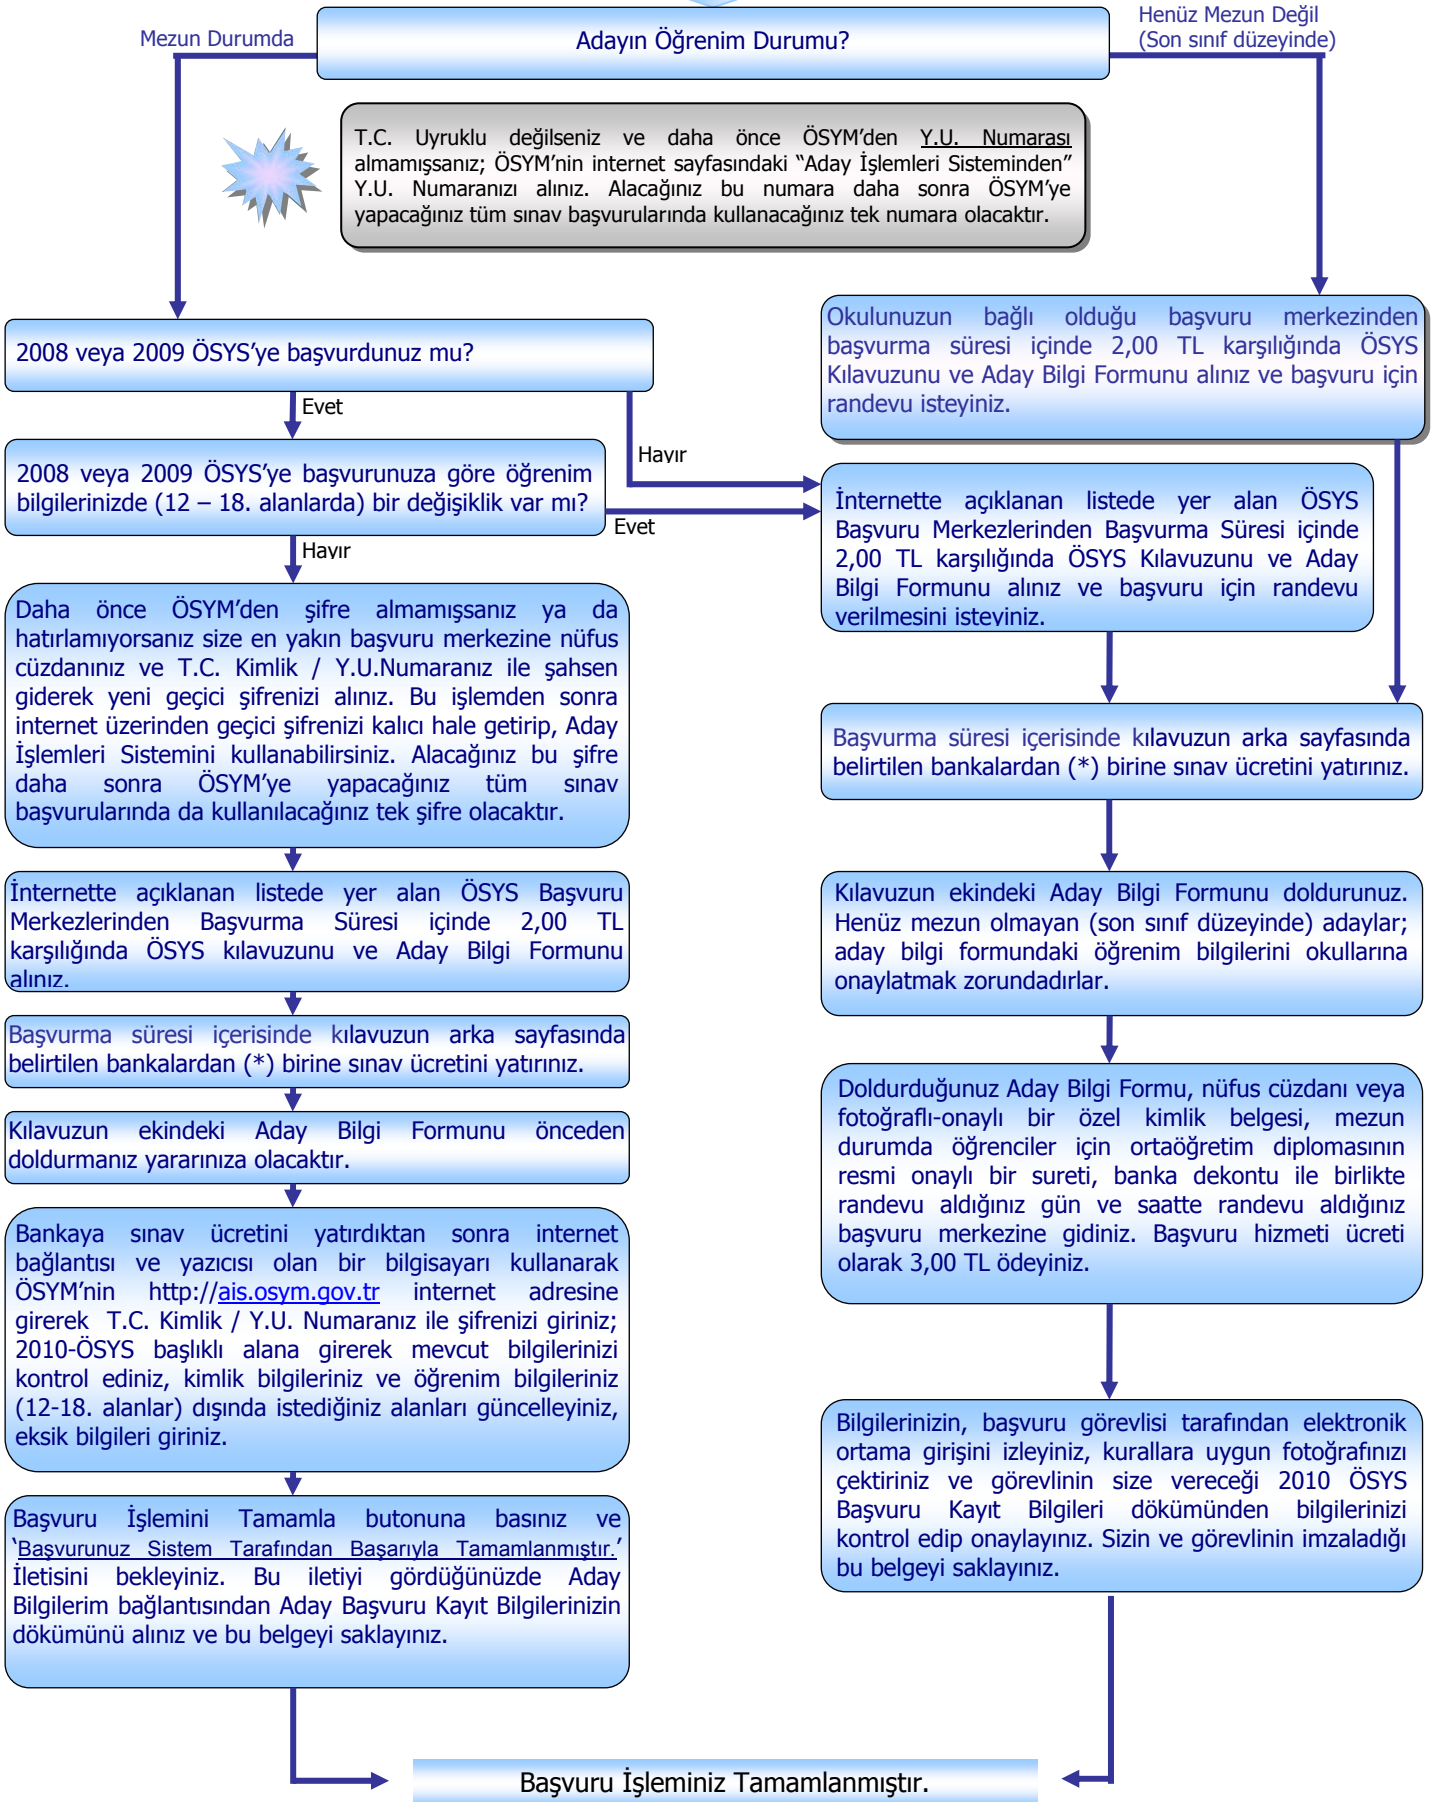 Mezun Durumda
Adayın Öğrenim Durumu?
Henüz Mezun Değil
(Son sınıf düzeyinde)
T.C. Uyruklu değilseniz ve daha önce ÖSYM’den Y.U. Numarası
almamışsanız; ÖSYM’nin internet sayfasındaki “Aday İşlemleri Sisteminden”
Y.U. Numaranızı alınız. Alacağınız bu numara daha sonra ÖSYM’ye
yapacağınız tüm sınav başvurularında kullanacağınız tek numara olacaktır.
2008 veya 2009 ÖSYS’ye başvurdunuz mu?
Evet
Hayır
2008 veya 2009 ÖSYS’ye başvurunuza göre öğrenim
bilgilerinizde (12 – 18. alanlarda) bir değişiklik var mı?
Evet
Hayır
Daha önce ÖSYM’den şifre almamışsanız ya da
hatırlamıyorsanız size en yakın başvuru merkezine nüfus
cüzdanınız ve T.C. Kimlik / Y.U.Numaranız ile şahsen
giderek yeni geçici şifrenizi alınız. Bu işlemden sonra
internet üzerinden geçici şifrenizi kalıcı hale getirip, Aday
İşlemleri Sistemini kullanabilirsiniz. Alacağınız bu şifre
daha sonra ÖSYM’ye yapacağınız tüm sınav
başvurularında da kullanılacağınız tek şifre olacaktır.
İnternette açıklanan listede yer alan ÖSYS Başvuru
Merkezlerinden Başvurma Süresi içinde 2,00 TL
karşılığında ÖSYS kılavuzunu ve Aday Bilgi Formunu
alınız.
Başvurma süresi içerisinde kılavuzun arka sayfasında
belirtilen bankalardan (*) birine sınav ücretini yatırınız.
Kılavuzun ekindeki Aday Bilgi Formunu önceden
doldurmanız yararınıza olacaktır.
Bankaya sınav ücretini yatırdıktan sonra internet
bağlantısı ve yazıcısı olan bir bilgisayarı kullanarak
ÖSYM’nin http://ais.osym.gov.tr internet adresine
girerek T.C. Kimlik / Y.U. Numaranız ile şifrenizi giriniz;
2010-ÖSYS başlıklı alana girerek mevcut bilgilerinizi
kontrol ediniz, kimlik bilgileriniz ve öğrenim bilgileriniz
(12-18. alanlar) dışında istediğiniz alanları güncelleyiniz,
eksik bilgileri giriniz.
Başvuru İşlemini Tamamla butonuna basınız ve
‘Başvurunuz Sistem Tarafından Başarıyla Tamamlanmıştır.’
İletisini bekleyiniz. Bu iletiyi gördüğünüzde Aday
Bilgilerim bağlantısından Aday Başvuru Kayıt Bilgilerinizin
dökümünü alınız ve bu belgeyi saklayınız.
Okulunuzun bağlı olduğu başvuru merkezinden
başvurma süresi içinde 2,00 TL karşılığında ÖSYS
Kılavuzunu ve Aday Bilgi Formunu alınız ve başvuru için
randevu isteyiniz.
İnternette açıklanan listede yer alan ÖSYS
Başvuru Merkezlerinden Başvurma Süresi içinde
2,00 TL karşılığında ÖSYS Kılavuzunu ve Aday
Bilgi Formunu alınız ve başvuru için randevu
verilmesini isteyiniz.
Başvurma süresi içerisinde kılavuzun arka sayfasında
belirtilen bankalardan (*) birine sınav ücretini yatırınız.
Kılavuzun ekindeki Aday Bilgi Formunu doldurunuz.
Henüz mezun olmayan (son sınıf düzeyinde) adaylar;
aday bilgi formundaki öğrenim bilgilerini okullarına
onaylatmak zorundadırlar.
Doldurduğunuz Aday Bilgi Formu, nüfus cüzdanı veya
fotoğraflı-onaylı bir özel kimlik belgesi, mezun
durumda öğrenciler için ortaöğretim diplomasının
resmi onaylı bir sureti, banka dekontu ile birlikte
randevu aldığınız gün ve saatte randevu aldığınız
başvuru merkezine gidiniz. Başvuru hizmeti ücreti
olarak 3,00 TL ödeyiniz.
Bilgilerinizin, başvuru görevlisi tarafından elektronik
ortama girişini izleyiniz, kurallara uygun fotoğrafınızı
çektiriniz ve görevlinin size vereceği 2010 ÖSYS
Başvuru Kayıt Bilgileri dökümünden bilgilerinizi
kontrol edip onaylayınız. Sizin ve görevlinin imzaladığı
bu belgeyi saklayınız.
Başvuru İşleminiz Tamamlanmıştır.